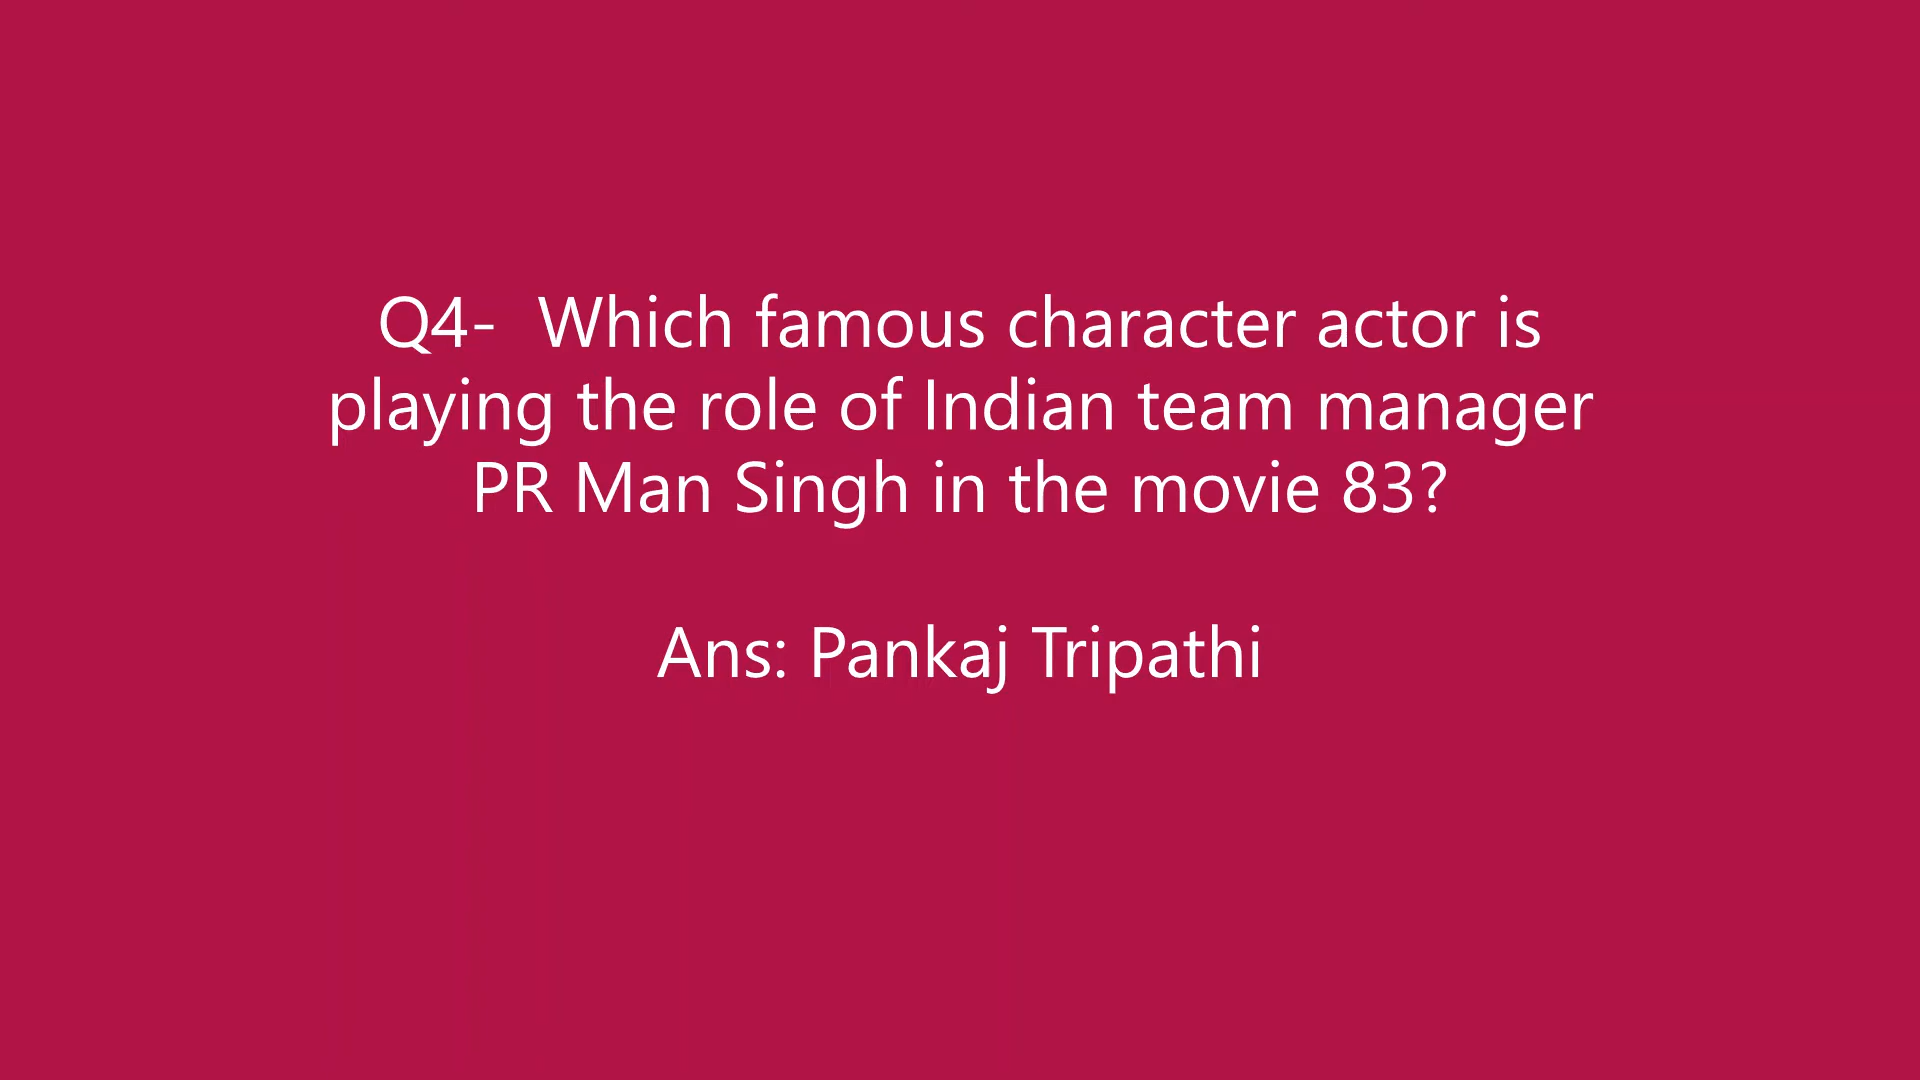 Q4-  Which famous character actor is
playing the role of Indian team manager
PR Man Singh in the movie 83?
Ans: Pankaj Tripathi